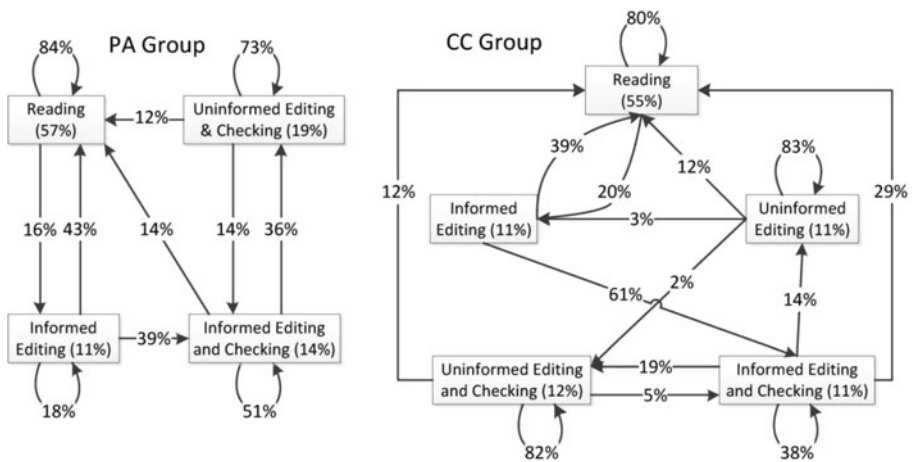 PA Group
84%
73%
Reading
(57%)
12%
Uninformed Editing
& Checking (19%)
16%
43%
14%
14%
36%
Informed
Editing (11%)
39%
Informed Editing
and Checking (14%)
18%
51%
CC Group
80%
Reading
(55%)
39%
12%
83%
12%
20%
29%
Informed
Editing (11%)
3%
Uninformed
Editing (11%)
2%
61%
14%
Uninformed Editing
and Checking (12%)
19%
5%
Informed Editing
and Checking (11%)
82%
38%